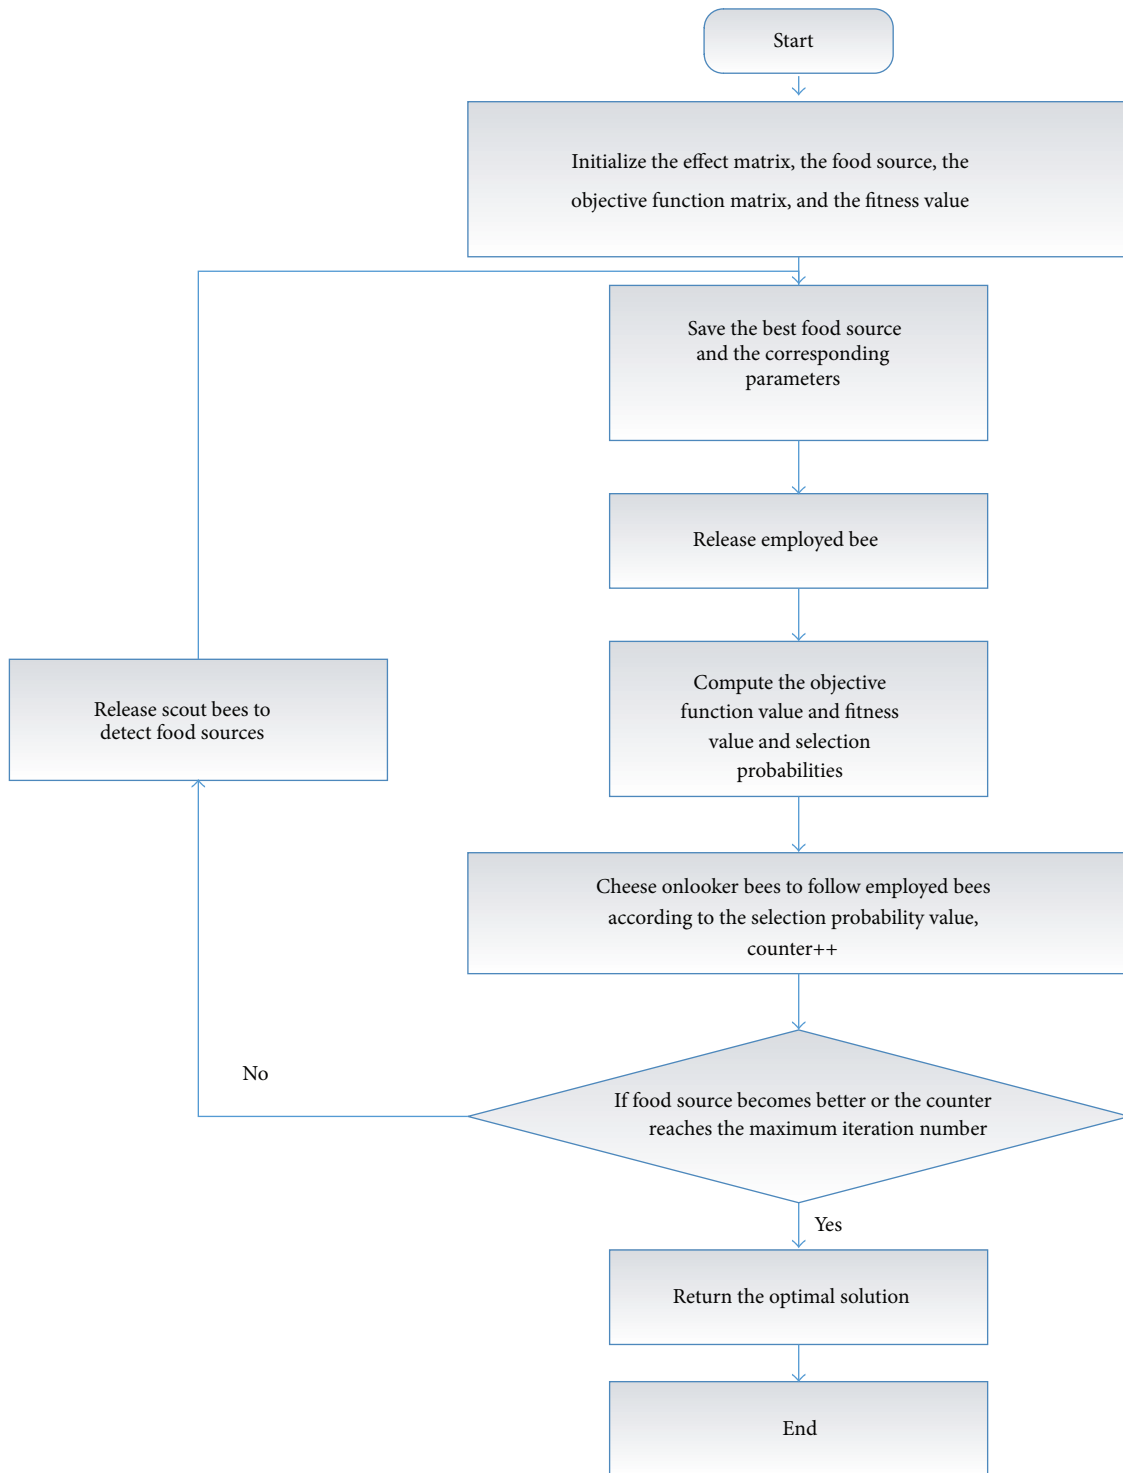 Start
Initialize the effect matrix, the food source, the
objective function matrix, and the fitness value
Save the best food source
and the corresponding
parameters
Release employed bee
Compute the objective
function value and fitness
value and selection
probabilities
Release scout bees to
detect food sources
Cheese onlooker bees to follow employed bees
according to the selection probability value,
counter++
No
If food source becomes better or the counter
reaches the maximum iteration number
Yes
Return the optimal solution
End